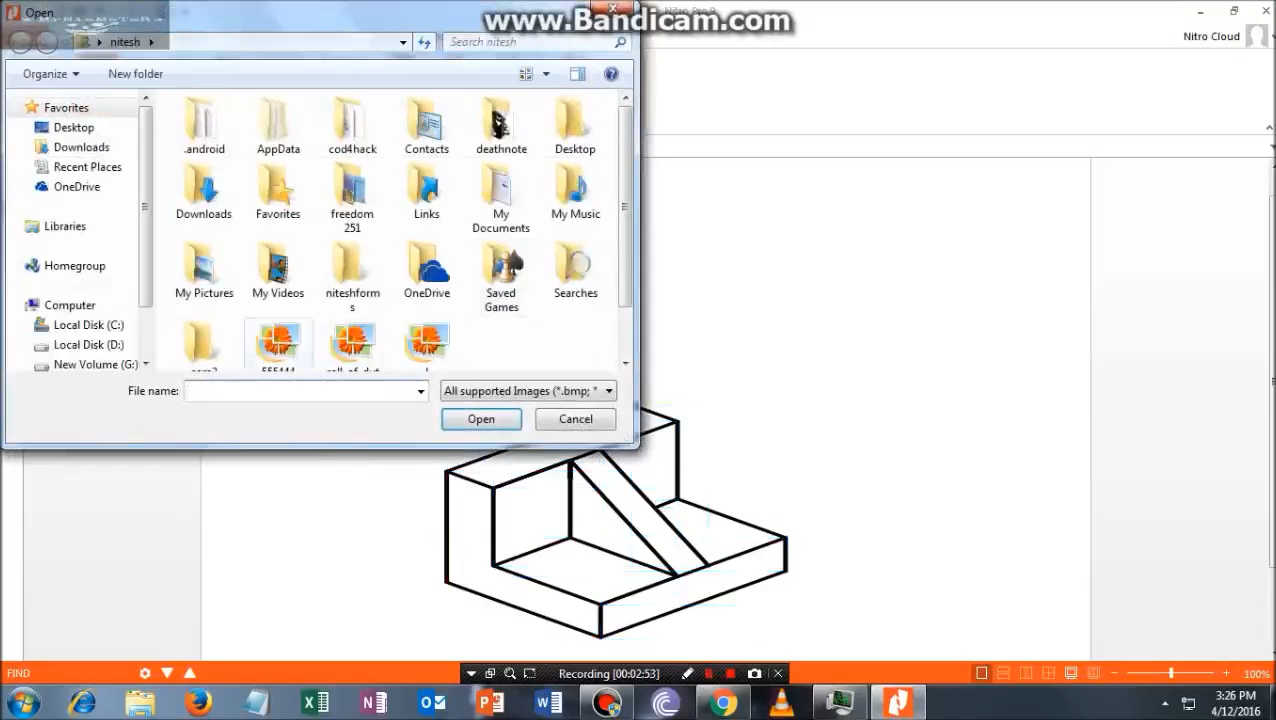 Open
www.Bandicam.com
Nitro Cloud
nitesh
Search nitesh
Organize
New folder
Favorites
Desktop
Downloads
Recent Places
OneDrive
Libraries
Homegroup
Computer
Local Disk (C:)
Local Disk (D:)
New Volume (G:)
.android
AppData
cod4hack
Contacts
deathnote
Desktop
Downloads
Favorites
freedom 251
Links
My Documents
My Music
My Pictures
My Videos
niteshforms
OneDrive
Saved Games
Searches
555444
File name:
All supported Images (*.bmp; *
Open
Cancel
FIND
Recording [00:02:53]
100%
3:26 PM
4/12/2016